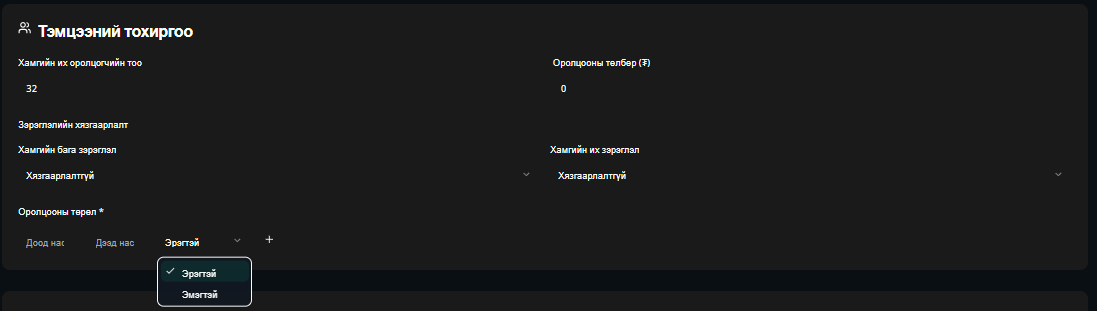 Тэмцээний тохиргоо
Хамгийн их оролцогчийн тоо
Оролцооны төлбөр (₮)
32
0
Зэрэглэлийн хязгаарлалт
Хамгийн бага зэрэглэл
Хамгийн их зэрэглэл
Хязгаарлалтгүй
Хязгаарлалтгүй
Оролцооны төрөл *
Доод нас
Дээд нас
Эрэгтэй
Эрэгтэй
Эмэгтэй